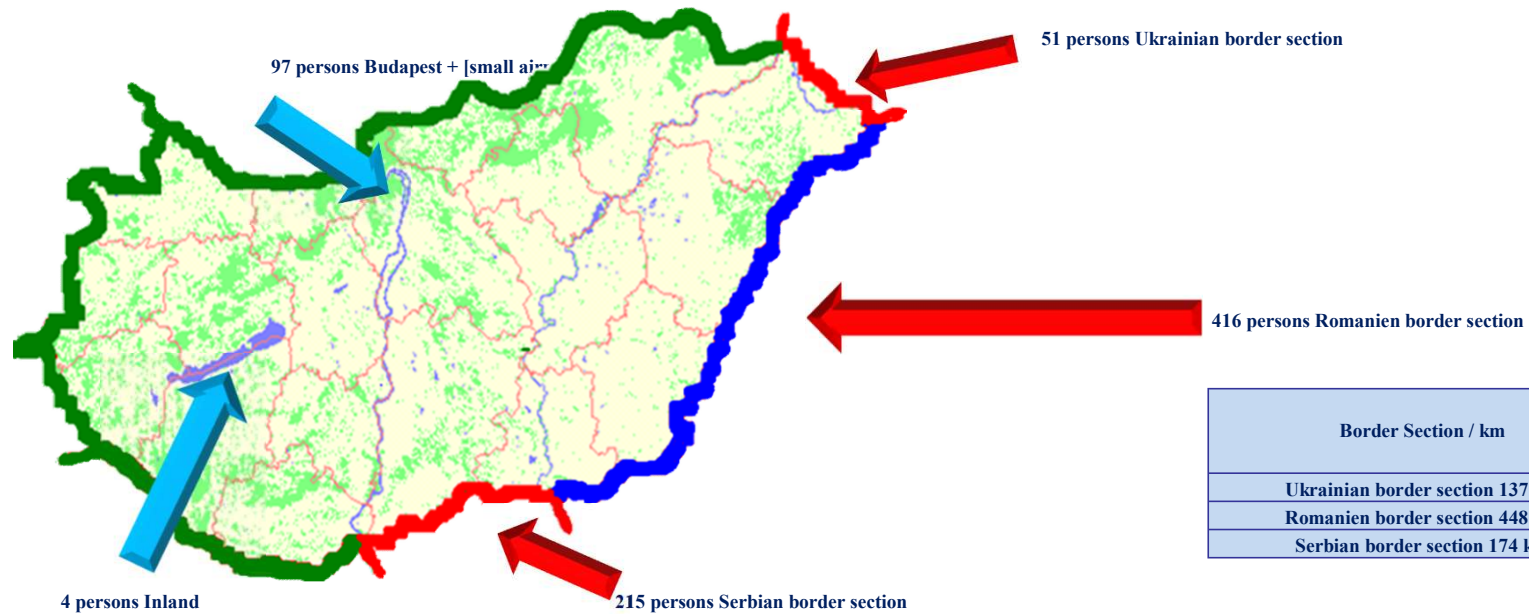 51 persons Ukrainian border section
97 persons Budapest + [small
416 persons Romanien border section
Border Section / km
Ukrainian border section 137
Romanien border section 448
Serbian border section 174
4 persons Inland
215 persons Serbian border section